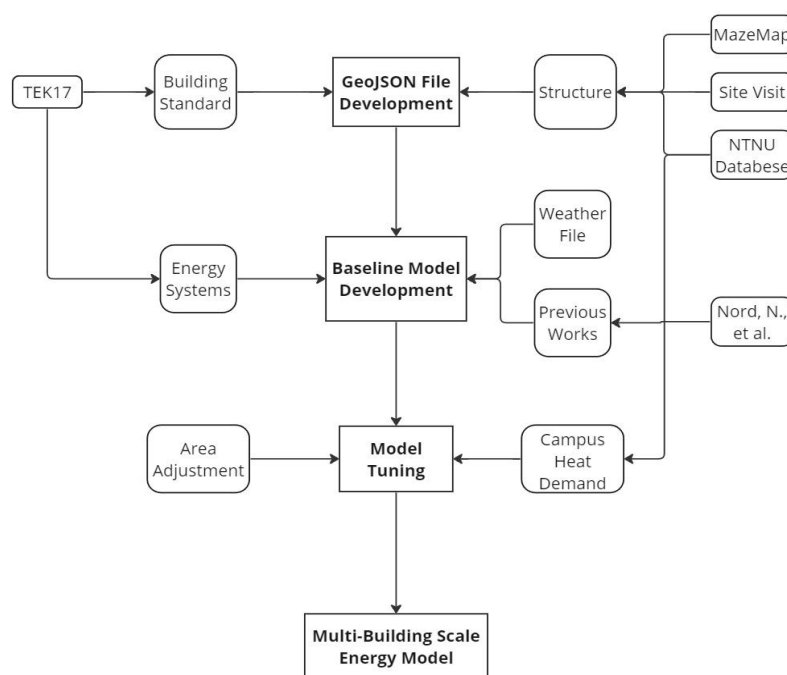 MazeMap
TEK17
Building
Standard
GeoJSON File
Development
Structure
Site Visit
NTNU
Databese
Weather
File
Energy
Systems
Baseline Model
Development
Previous
Works
Nord, N.,
et al.
Area
Adjustment
Model
Tuning
Campus
Heat
Demand
Multi-Building Scale
Energy Model